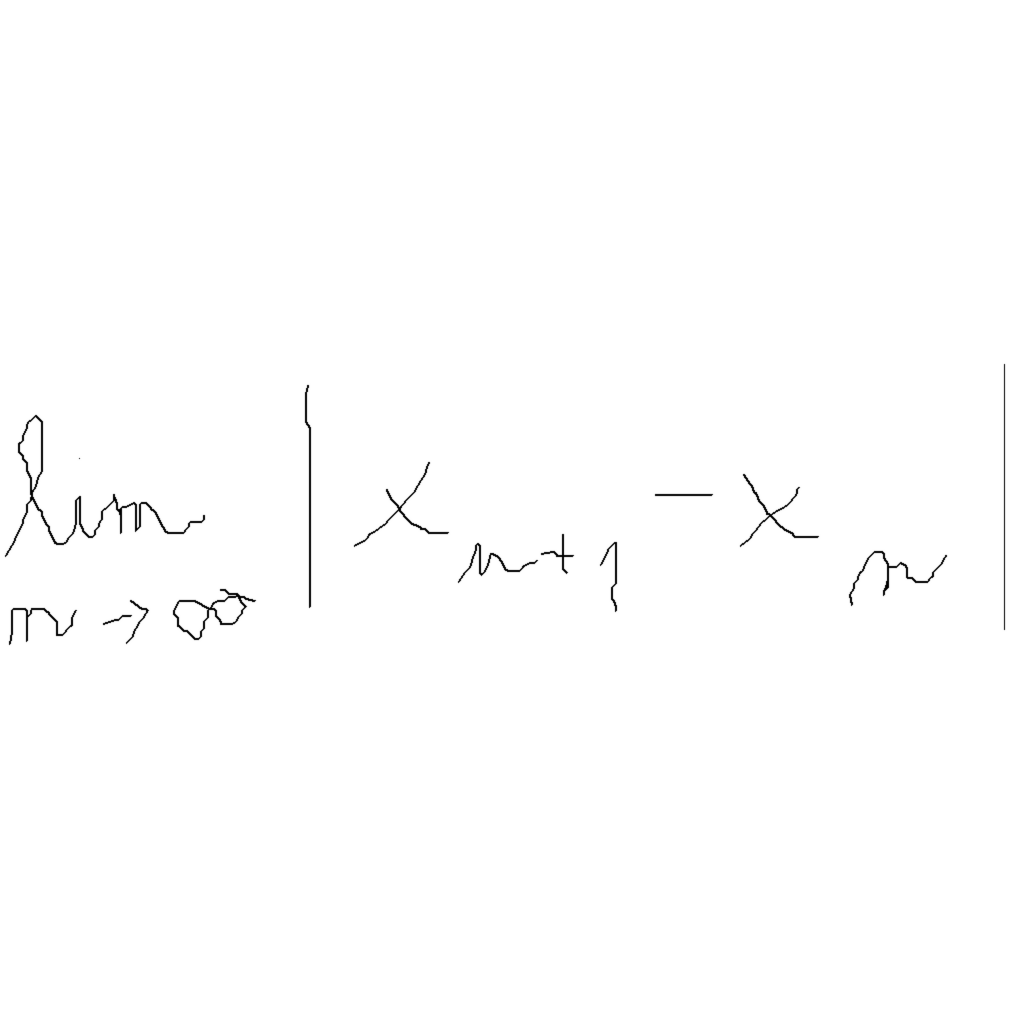 lim | x_{n+1} - x_n |
n → ∞